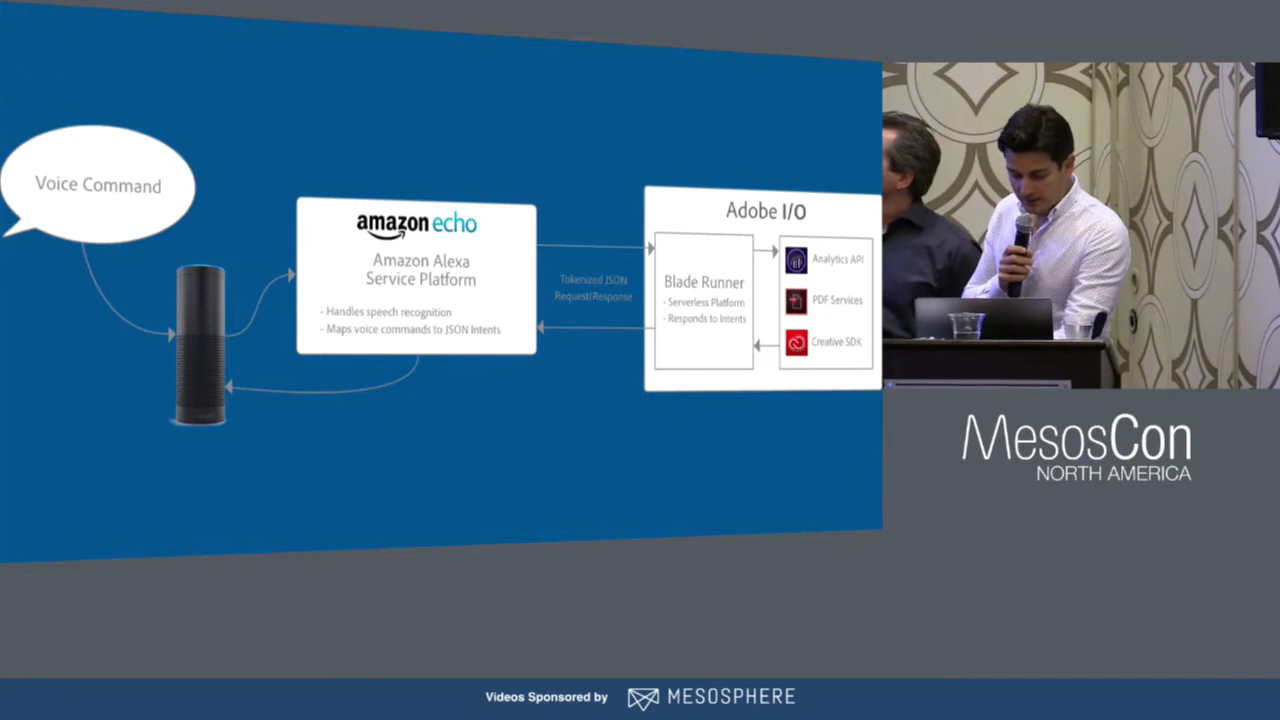 Voice Command
amazon echo
Amazon Alexa
Service Platform
- Handles speech recognition
- Maps voice commands to JSON Intents
Tokenized JSON
Request/Response
Adobe I/O
Blade Runner
- Serverless Platform
- Responds to Intents
Analytics API
PDF Services
Creative SDK
MesosCon
NORTH AMERICA
Videos Sponsored by MESOSPHERE